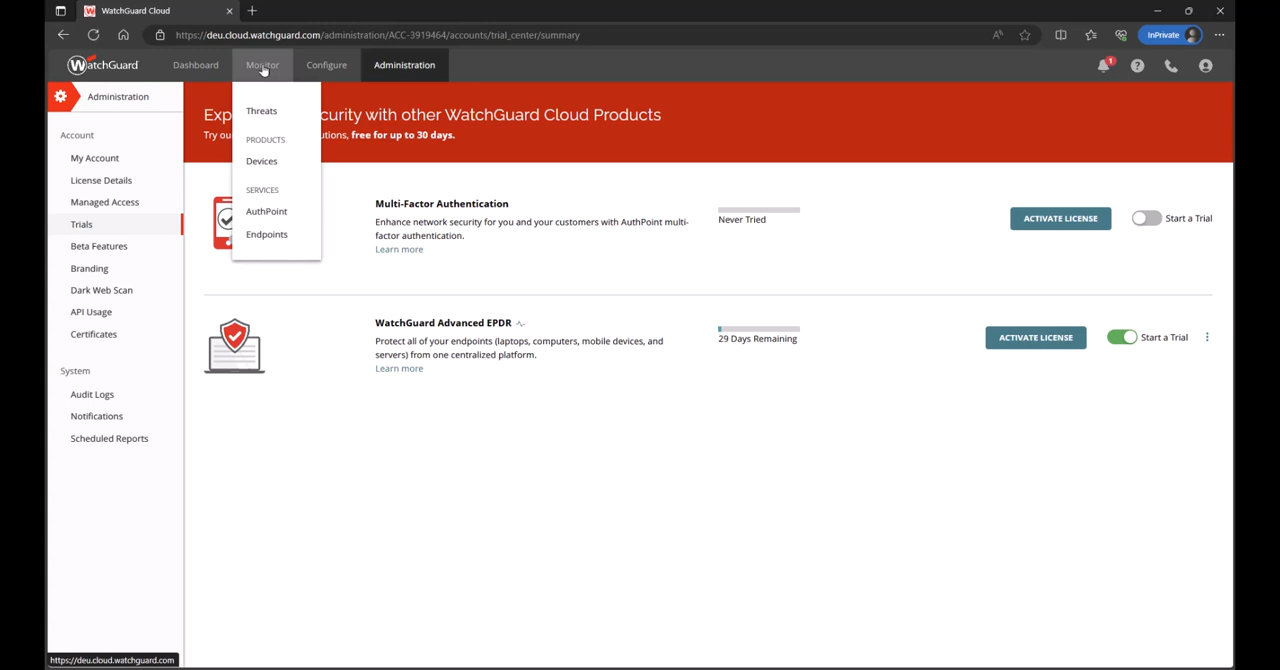 WatchGuard Cloud
https://deu.cloud.watchguard.com/administration/ACC-3919464/accounts/trial_center/summary
InPrivate
WatchGuard
Dashboard
Monitor
Configure
Administration
1
Administration
Account
My Account
License Details
Managed Access
Trials
Beta Features
Branding
Dark Web Scan
API Usage
Certificates
System
Audit Logs
Notifications
Scheduled Reports
Threats
PRODUCTS
Devices
SERVICES
AuthPoint
Endpoints
Exp curity with other WatchGuard Cloud Products
Try ou utions, free for up to 30 days.
Multi-Factor Authentication
Enhance network security for you and your customers with AuthPoint multi-
factor authentication.
Learn more
Never Tried
ACTIVATE LICENSE
Start a Trial
WatchGuard Advanced EPDR
Protect all of your endpoints (laptops, computers, mobile devices, and
servers) from one centralized platform.
Learn more
29 Days Remaining
ACTIVATE LICENSE
Start a Trial
https://deu.cloud.watchguard.com